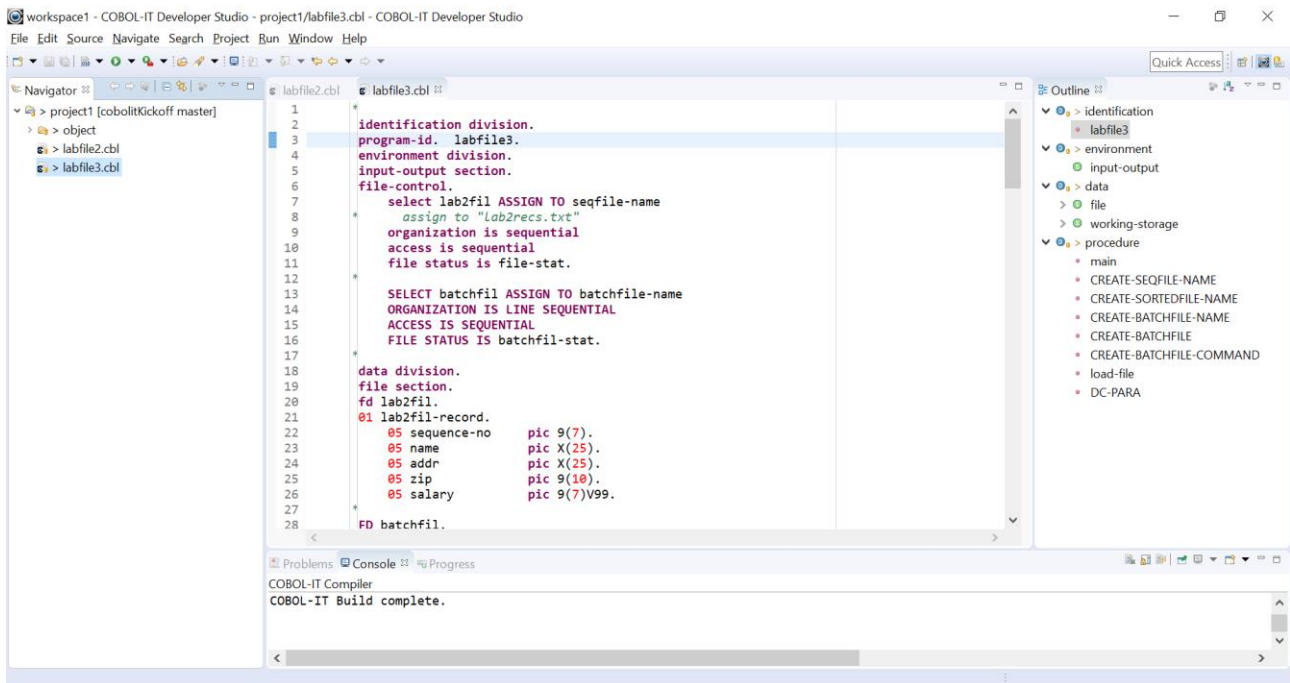 workspace1 - COBOL-IT Developer Studio - project1/labfile3.cbl - COBOL-IT Developer Studio
File Edit Source Navigate Search Project Run Window Help
Quick Access
Navigator
> project1 [cobolitKickoff master]
> object
> labfile2.cbl
> labfile3.cbl
labfile2.cbl labfile3.cbl
1 *
2 identification division.
3 program-id. labfile3.
4 environment division.
5 input-output section.
6 file-control.
7 select lab2fil ASSIGN TO seqfile-name
8 * assign to "lab2recs.txt"
9 organization is sequential
10 access is sequential
11 file status is file-stat.
12 *
13 SELECT batchfil ASSIGN TO batchfile-name
14 ORGANIZATION IS LINE SEQUENTIAL
15 ACCESS IS SEQUENTIAL
16 FILE STATUS IS batchfil-stat.
17 *
18 data division.
19 file section.
20 fd lab2fil.
21 01 lab2fil-record.
22 05 sequence-no pic 9(7).
23 05 name pic X(25).
24 05 addr pic X(25).
25 05 zip pic 9(10).
26 05 salary pic 9(7)V99.
27 *
28 FD batchfil.
Outline
> identification
labfile3
> environment
input-output
> data
> file
> working-storage
> procedure
main
CREATE-SEQFILE-NAME
CREATE-SORTEDFILE-NAME
CREATE-BATCHFILE-NAME
CREATE-BATCHFILE
CREATE-BATCHFILE-COMMAND
load-file
DC-PARA
Problems Console Progress
COBOL-IT Compiler
COBOL-IT Build complete.